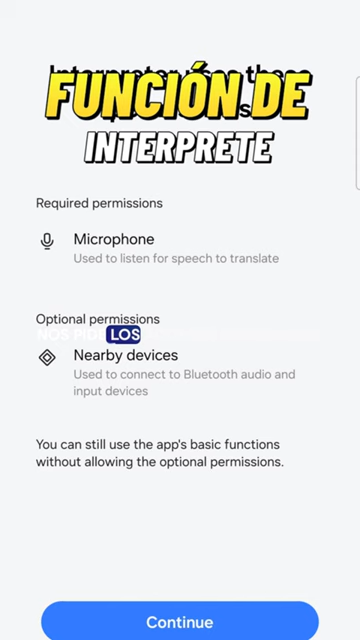 FUNCIÓN DE
INTERPRETE
Required permissions
Microphone
Used to listen for speech to translate
Optional permissions
NOS PIDE LOS
Nearby devices
Used to connect to Bluetooth audio and
input devices
You can still use the app's basic functions
without allowing the optional permissions.
Continue